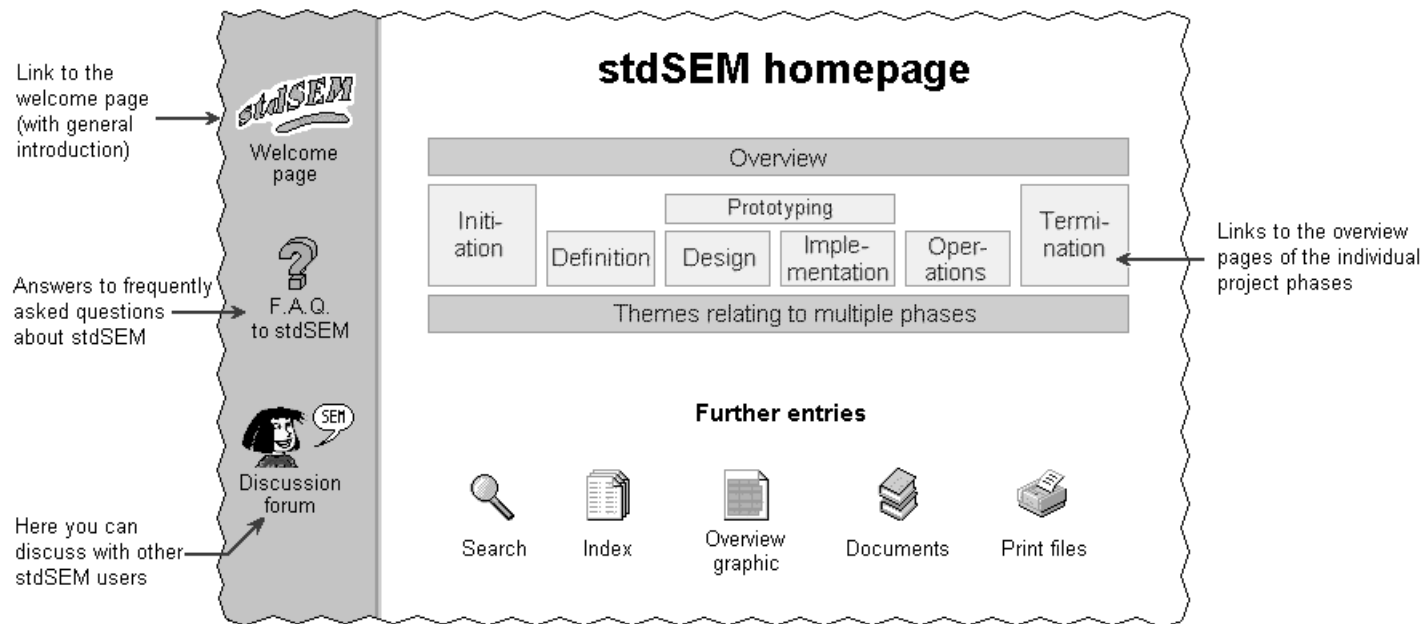 stdSEM homepage
Link to the
welcome page
(with general
introduction)
stdSEM
Welcome
page
Overview
Initi-
ation
Prototyping
Definition
Design
Imple-
mentation
Oper-
ations
Termi-
nation
Links to the overview
pages of the individual
project phases
Themes relating to multiple phases
Answers to frequently
asked questions
about stdSEM
?
F.A.Q.
to stdSEM
Further entries
SEM
Discussion
forum
Here you can
discuss with other
stdSEM users
Search
Index
Overview
graphic
Documents
Print files